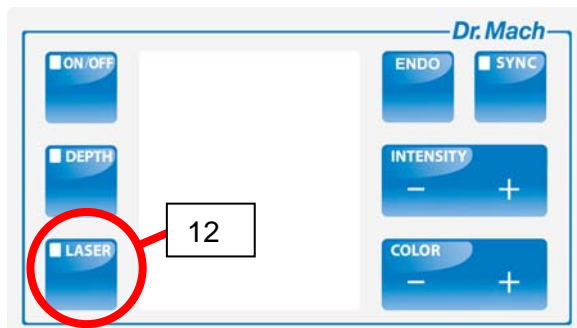 Dr. Mach
ON/OFF
ENDO
SYNC
DEPTH
INTENSITY
- +
12
LASER
COLOR
- +